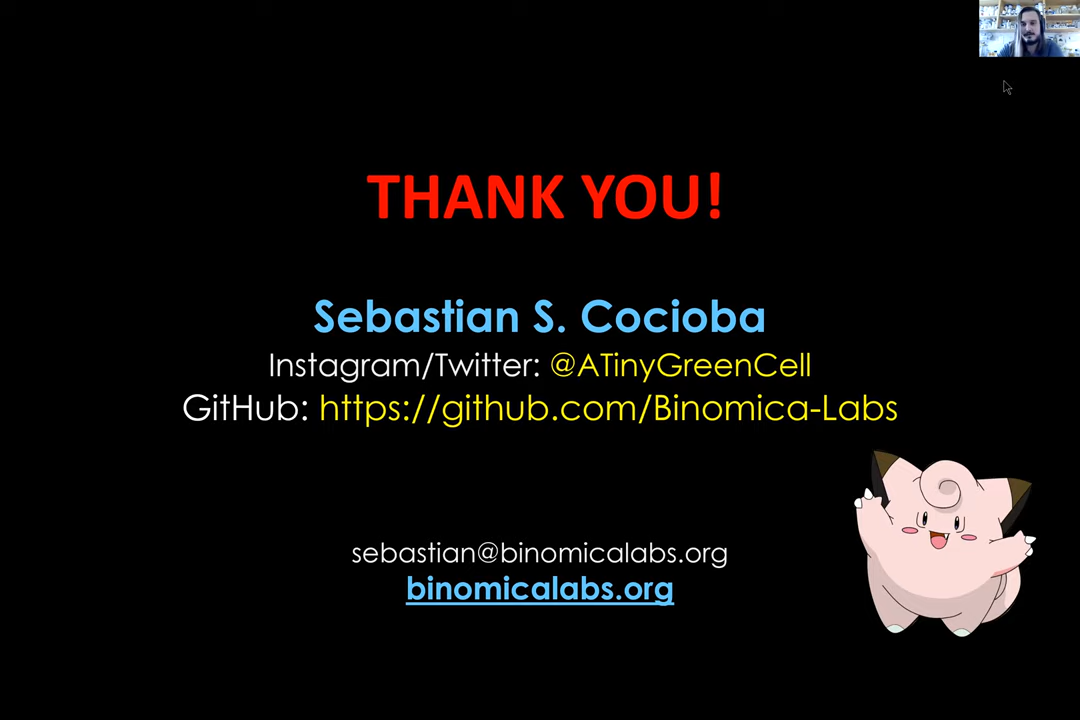 THANK YOU!
Sebastian S. Cocioba
Instagram/Twitter: @ATinyGreenCell
GitHub: https://github.com/Binomica-Labs
sebastian@binomicalabs.org
binomicalabs.org